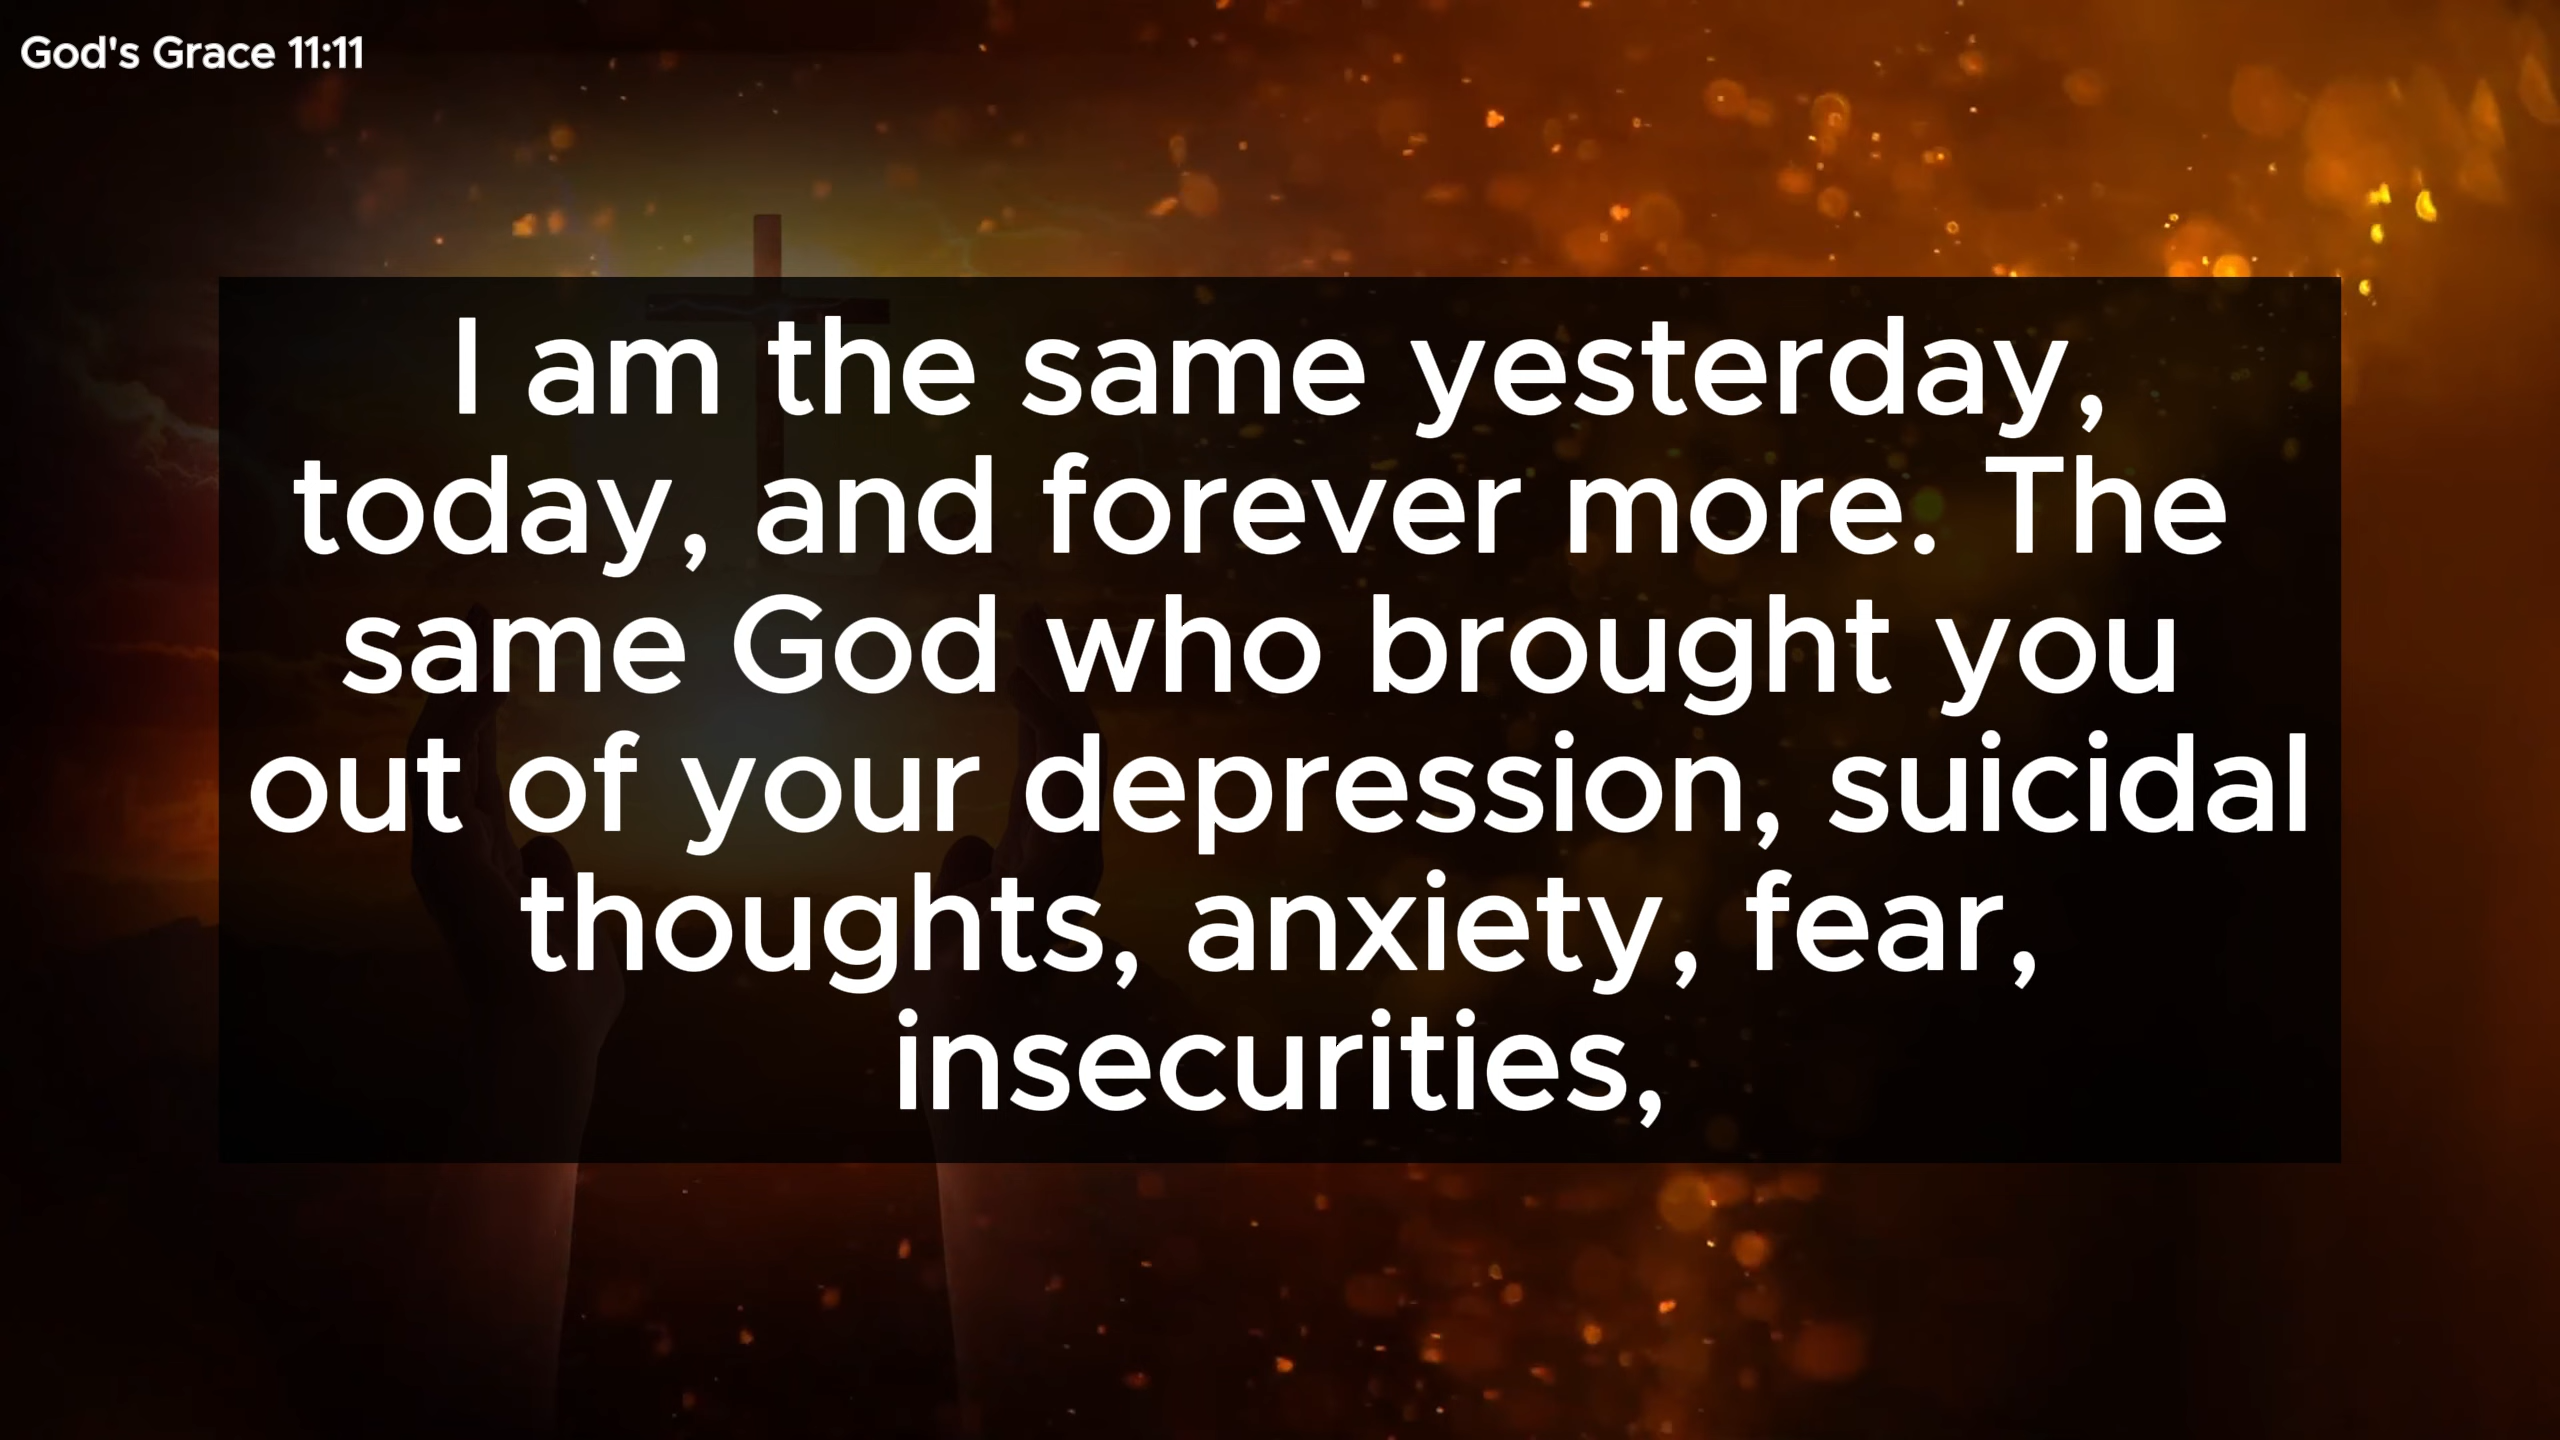 God's Grace 11:11
I am the same yesterday,
today, and forever more. The
same God who brought you
out of your depression, suicidal
thoughts, anxiety, fear,
insecurities,